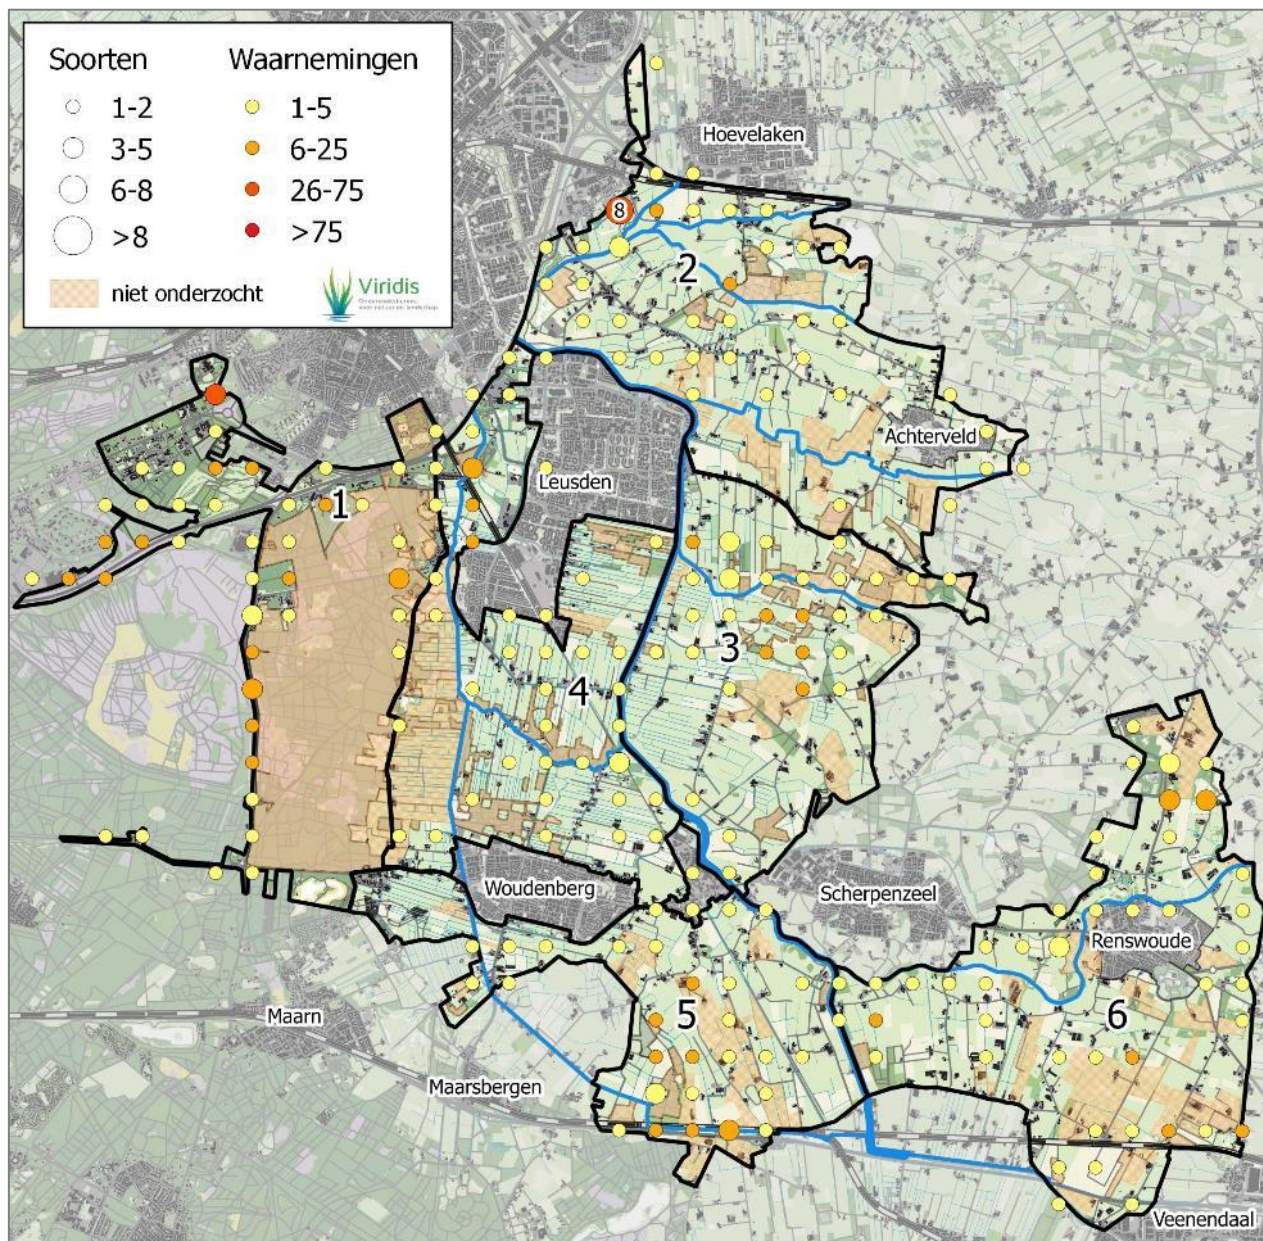 Soorten Waarnemingen
1-2 1-5
3-5 6-25
6-8 26-75
>8 >75
niet onderzocht Viridis
Hoevelaken
8
2
Achterveld
Leusden
1
3
4
Woudenberg
Scherpenzeel
Renswoude
5
6
Maarn
Maarsbergen
Veenendaal